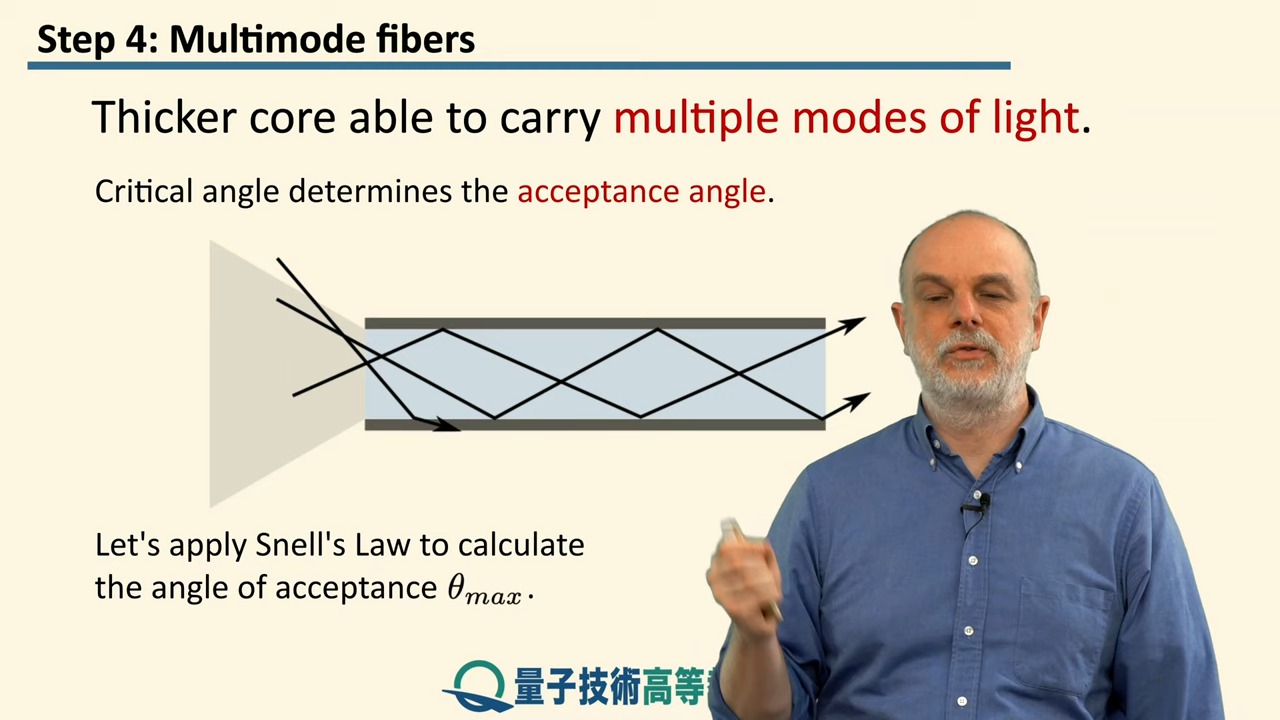 Step 4: Multimode fibers
Thicker core able to carry multiple modes of light.
Critical angle determines the acceptance angle.
Let's apply Snell's Law to calculate
the angle of acceptance θmax.
量子技術高等